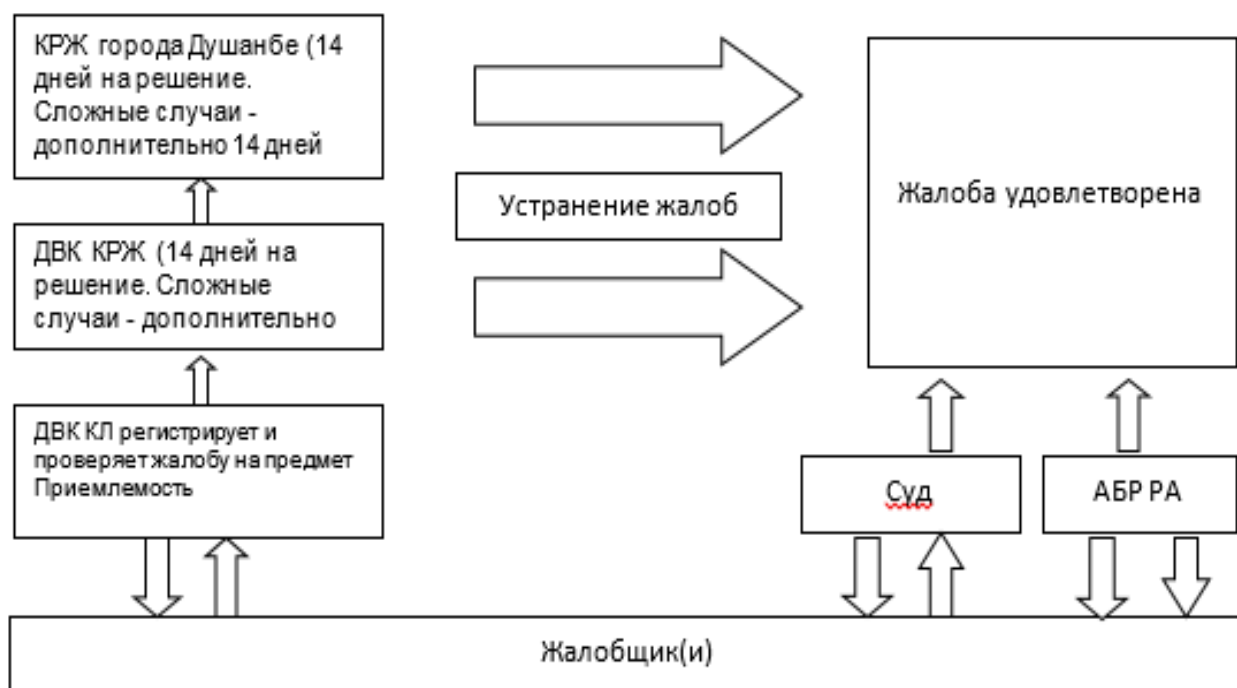 КРЖ города Душанбе (14
дней на решение.
Сложные случаи -
дополнительно 14 дней
Устранение жалоб
Жалоба удовлетворена
ДВК КРЖ (14 дней на
решение. Сложные
случаи - дополнительно
ДВК КЛ регистрирует и
проверяет жалобу на предмет
Приемлемость
Суд
АБР РА
Жалобщик(и)